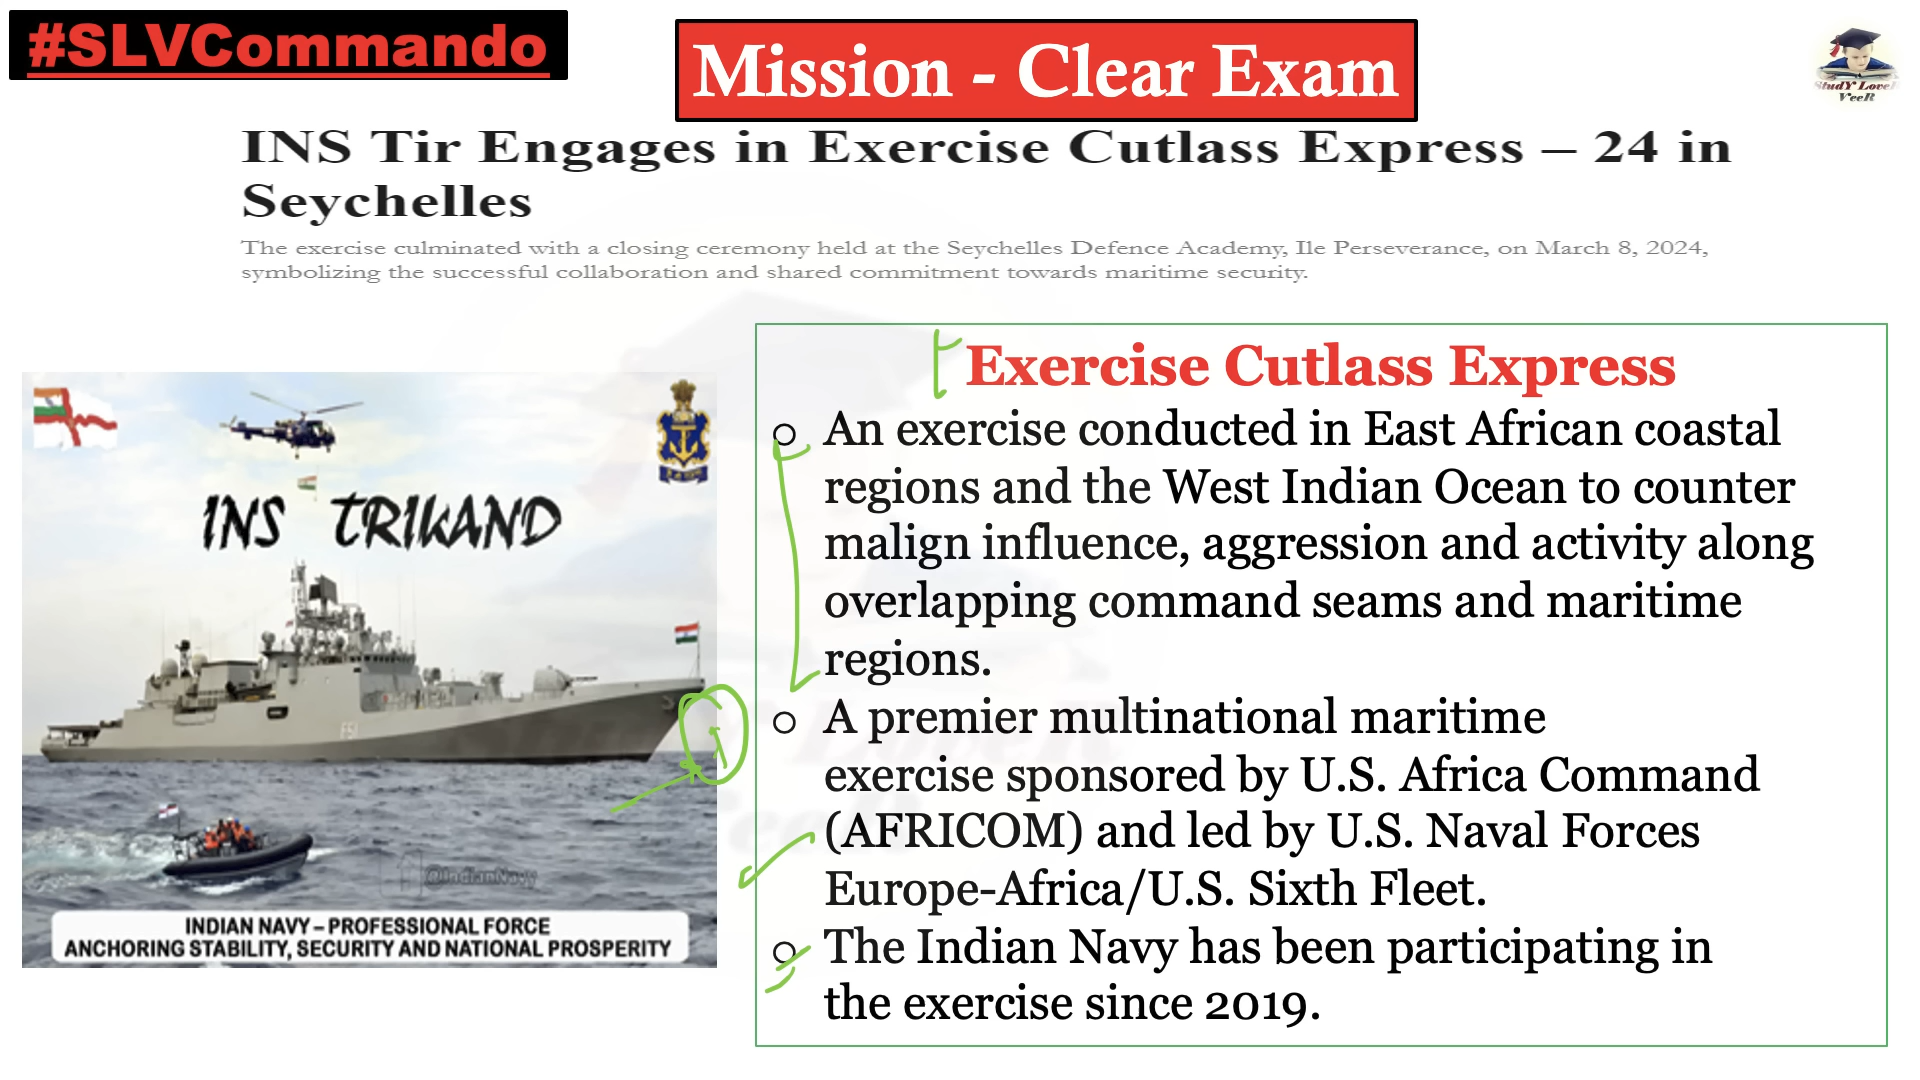 #SLVCommando
Mission - Clear Exam
StudY LoveR
VeeR
INS Tir Engages in Exercise Cutlass Express – 24 in
Seychelles
The exercise culminated with a closing ceremony held at the Seychelles Defence Academy, Ile Perseverance, on March 8, 2024,
symbolizing the successful collaboration and shared commitment towards maritime security.
INS TRIKAND
F51
@IndianNavy
INDIAN NAVY – PROFESSIONAL FORCE
ANCHORING STABILITY, SECURITY AND NATIONAL PROSPERITY
Exercise Cutlass Express
○ An exercise conducted in East African coastal
regions and the West Indian Ocean to counter
malign influence, aggression and activity along
overlapping command seams and maritime
regions.
○ A premier multinational maritime
exercise sponsored by U.S. Africa Command
(AFRICOM) and led by U.S. Naval Forces
Europe-Africa/U.S. Sixth Fleet.
○ The Indian Navy has been participating in
the exercise since 2019.